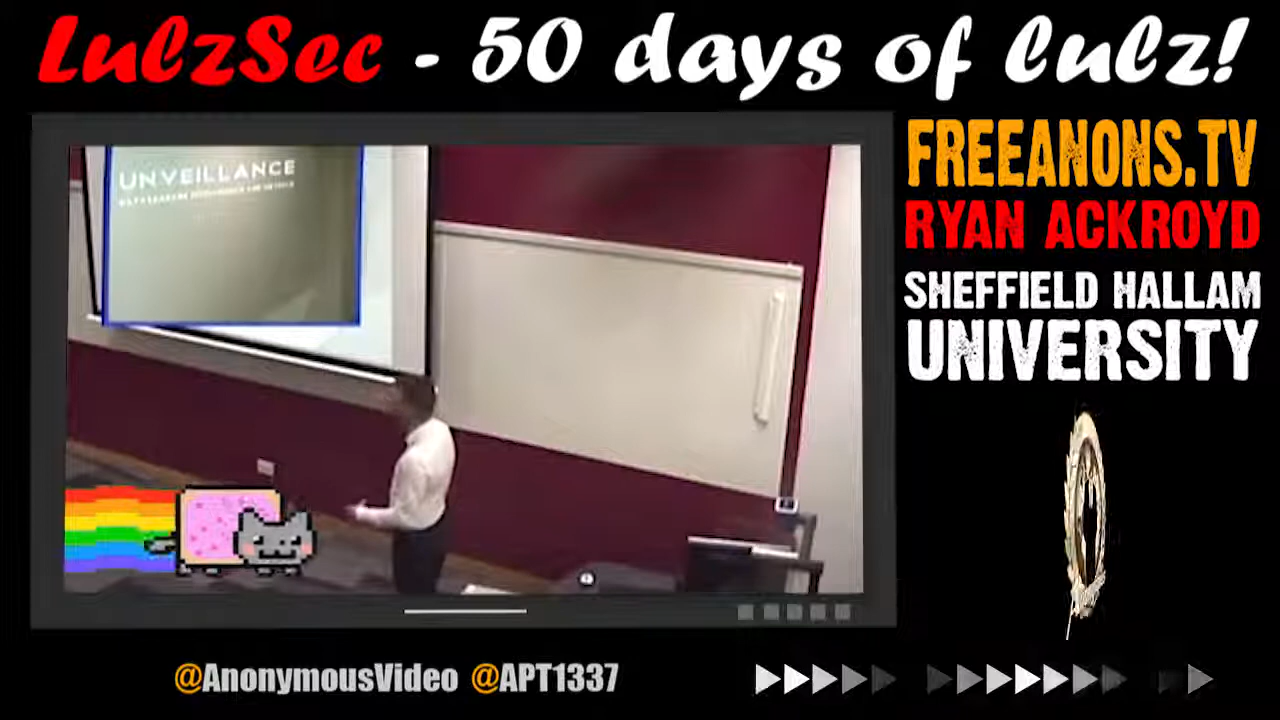 LulzSec - 50 days of lulz!
FREEANONS.TV
RYAN ACKROYD
SHEFFIELD HALLAM
UNIVERSITY
UNVEILLANCE
@AnonymousVideo @APT1337